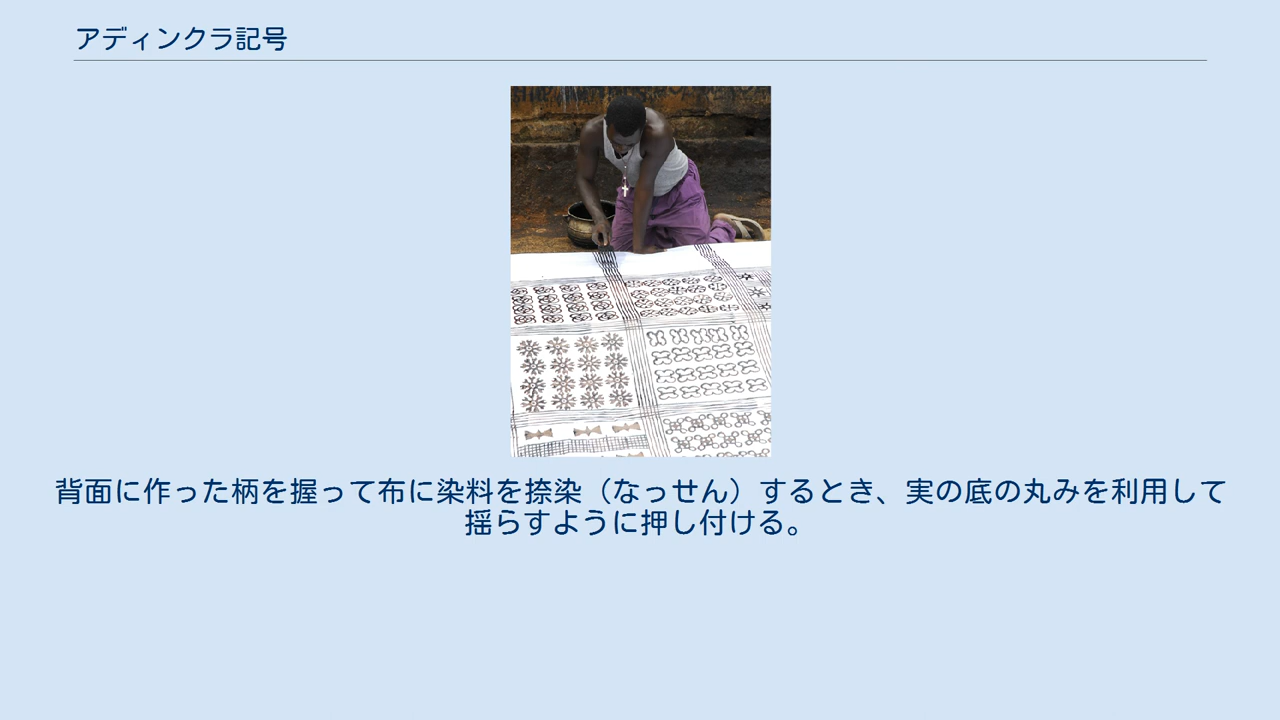 アディンクラ記号
背面に作った柄を握って布に染料を捺染（なっせん）するとき、実の底の丸みを利用して
揺らすように押し付ける。